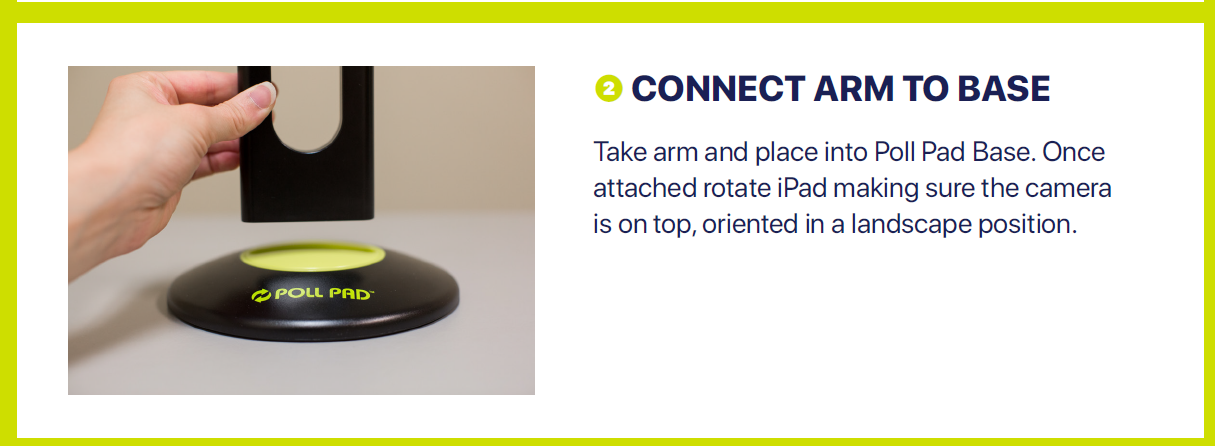 2 CONNECT ARM TO BASE
Take arm and place into Poll Pad Base. Once
attached rotate iPad making sure the camera
is on top, oriented in a landscape position.
POLL PAD™